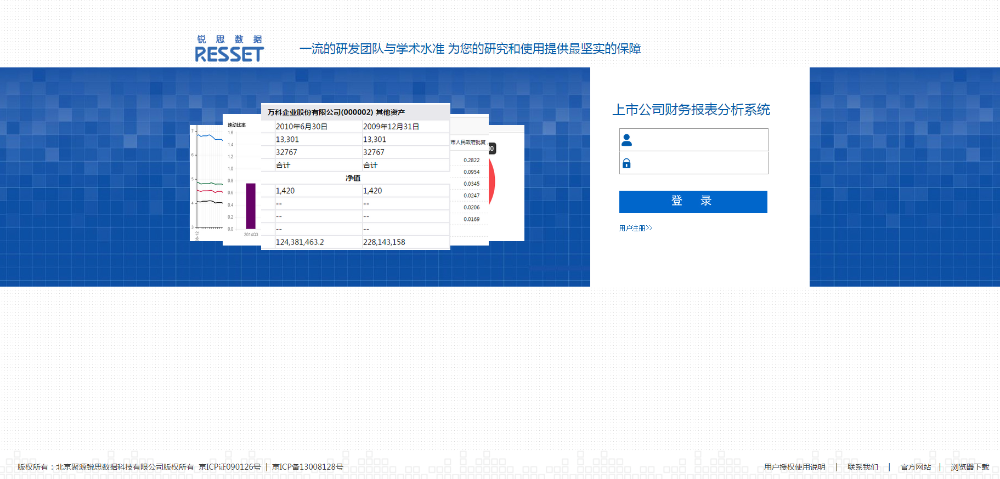 锐思数据
RESSET
一流的研发团队与学术水准 为您的研究和使用提供最坚实的保障
7
6
5
4
3
速动比率
1.6
1.4
1.2
1.0
0.8
0.6
0.4
0.2
0.0
2014Q3
万科企业股份有限公司(000002) 其他资产
2010年6月30日 2009年12月31日
13,301 13,301
32767 32767
合计 合计
净值
1,420 1,420
-- --
-- --
-- --
124,381,463.2 228,143,158
市人民政府批复
0.2822
0.0954
0.0345
0.0247
0.0206
0.0169
上市公司财务报表分析系统
登 录
用户注册>>
版权所有：北京聚源锐思数据科技有限公司版权所有 京ICP证090126号 | 京ICP备13008128号
用户授权使用说明 | 联系我们 | 官方网站 | 浏览器下载